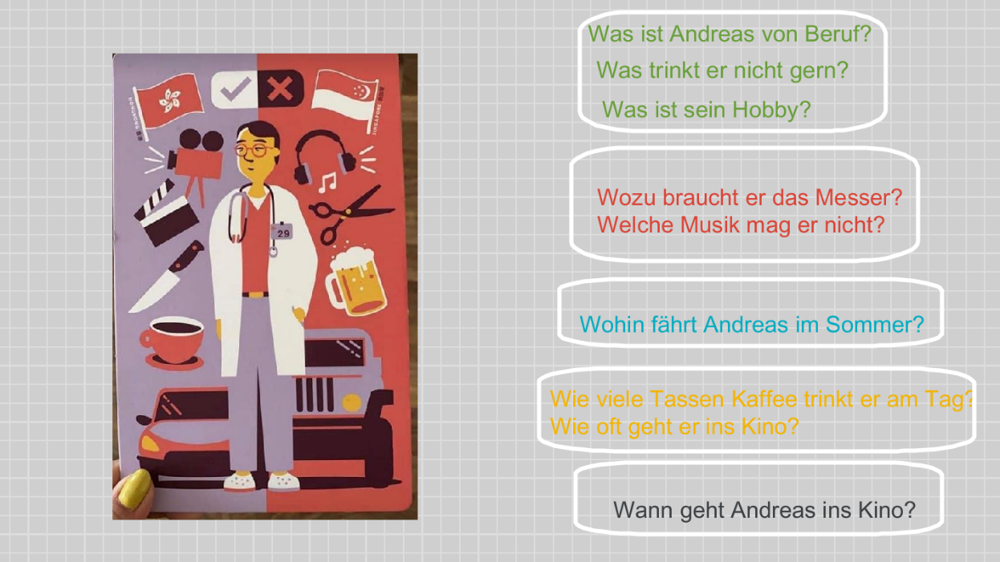 HONGKONG
SINGAPORE
29
Was ist Andreas von Beruf?
Was trinkt er nicht gern?
Was ist sein Hobby?
Wozu braucht er das Messer?
Welche Musik mag er nicht?
Wohin fährt Andreas im Sommer?
Wie viele Tassen Kaffee trinkt er am Tag?
Wie oft geht er ins Kino?
Wann geht Andreas ins Kino?